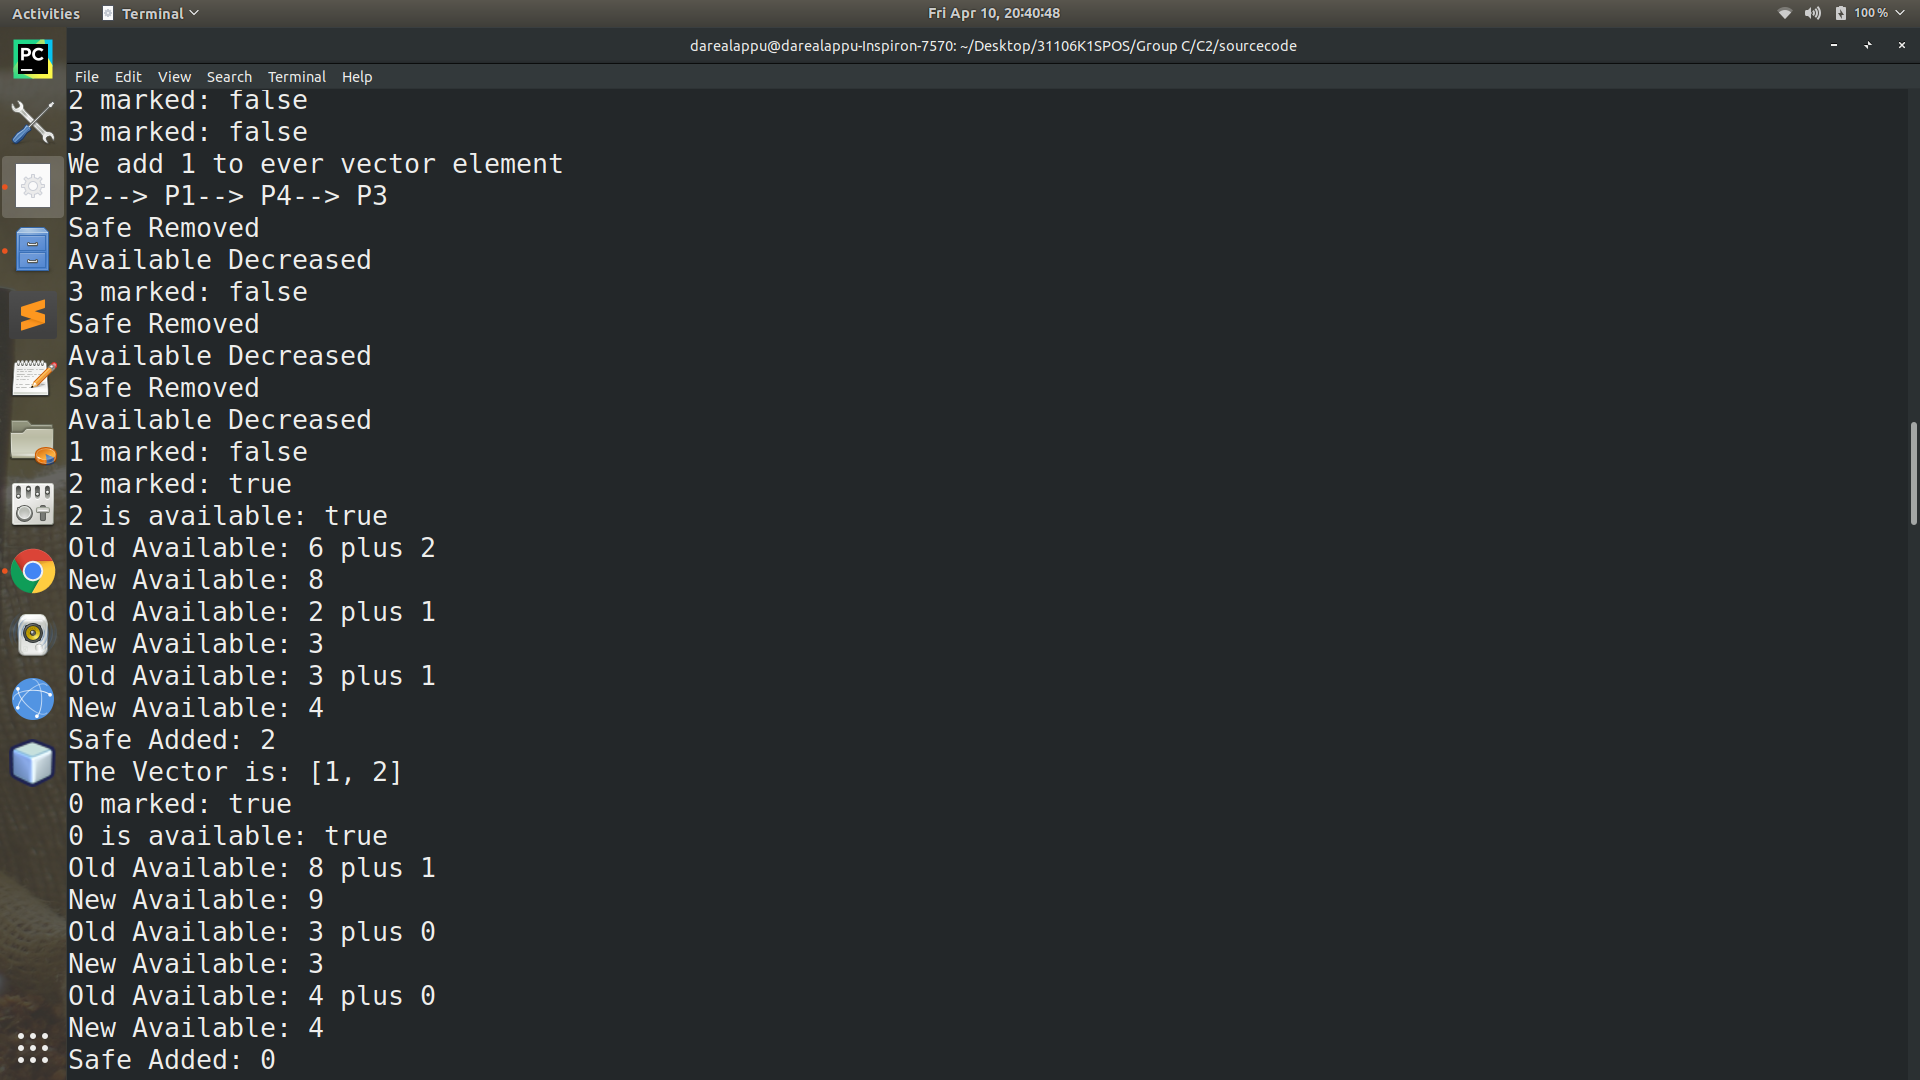 Activities Terminal Fri Apr 10, 20:40:48 100 %
darealappu@darealappu-Inspiron-7570: ~/Desktop/31106K1SPOS/Group C/C2/sourcecode
PC
File Edit View Search Terminal Help
2 marked: false
3 marked: false
We add 1 to ever vector element
P2--> P1--> P4--> P3
Safe Removed
Available Decreased
3 marked: false
Safe Removed
Available Decreased
Safe Removed
Available Decreased
1 marked: false
2 marked: true
2 is available: true
Old Available: 6 plus 2
New Available: 8
Old Available: 2 plus 1
New Available: 3
Old Available: 3 plus 1
New Available: 4
Safe Added: 2
The Vector is: [1, 2]
0 marked: true
0 is available: true
Old Available: 8 plus 1
New Available: 9
Old Available: 3 plus 0
New Available: 3
Old Available: 4 plus 0
New Available: 4
Safe Added: 0